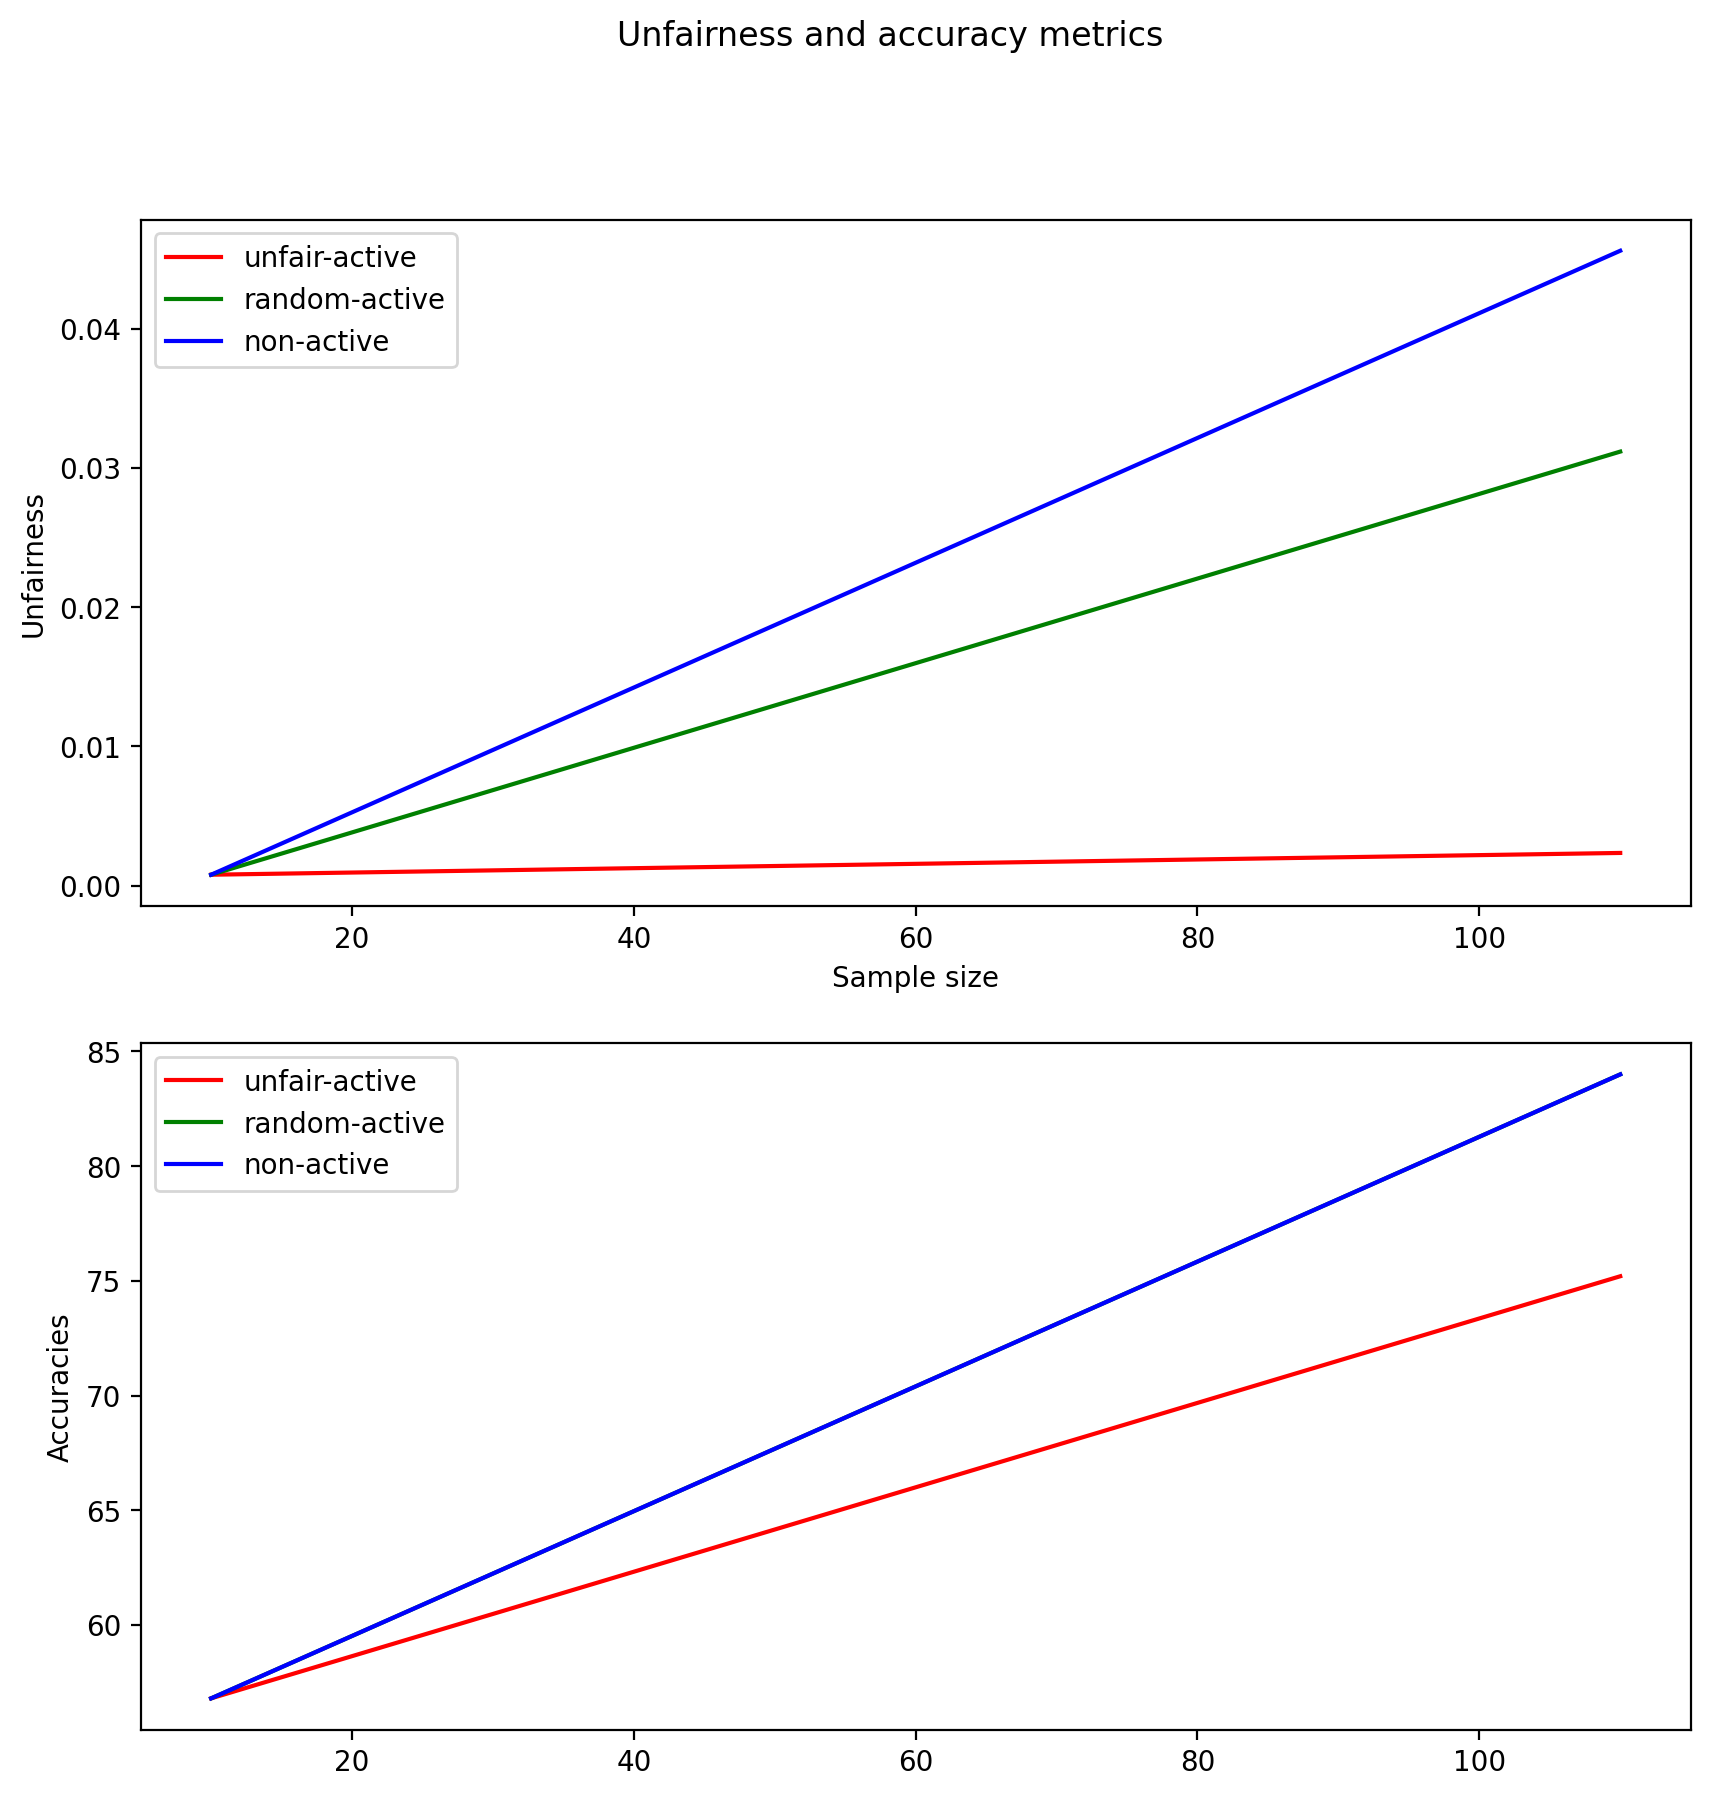 Unfairness and accuracy metrics
unfair-active
random-active
non-active
0.04
0.03
0.02
0.01
0.00
Unfairness
20 40 60 80 100
Sample size
unfair-active
random-active
non-active
85
80
75
70
65
60
Accuracies
20 40 60 80 100